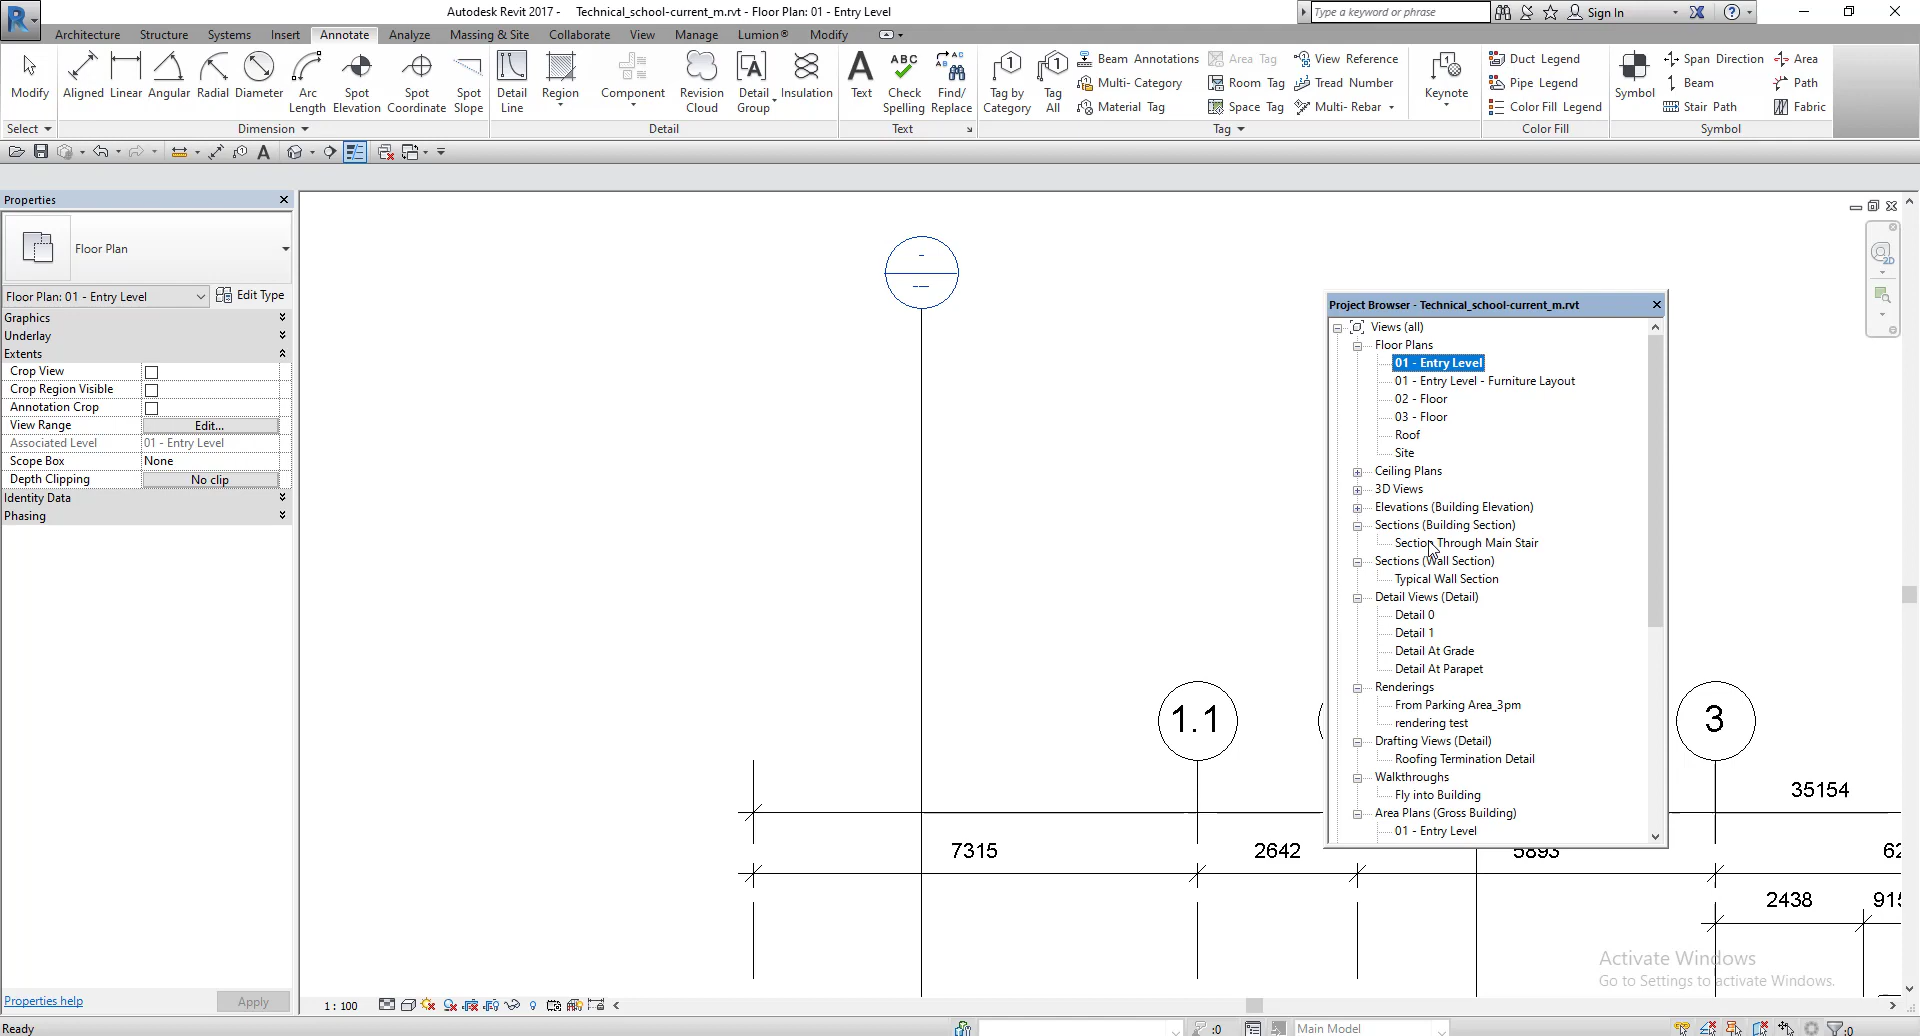 Autodesk Revit 2017 - Technical_school-current_m.rvt - Floor Plan: 01 - Entry Level
Type a keyword or phrase
Sign In
Architecture Structure Systems Insert Annotate Analyze Massing & Site Collaborate View Manage Lumion® Modify
Modify
Aligned Linear Angular Radial Diameter Arc Length Spot Elevation Spot Coordinate Spot Slope
Detail Line Region Component Revision Cloud Detail Group Insulation
Text Check Spelling Find/ Replace
Tag by Category Tag All
Beam Annotations
Multi- Category
Material Tag
Area Tag
Room Tag
Space Tag
View Reference
Tread Number
Multi- Rebar
Keynote
Duct Legend
Pipe Legend
Color Fill Legend
Symbol
Span Direction
Beam
Stair Path
Area
Path
Fabric
Select Dimension Detail Text Tag Color Fill Symbol
Properties
Floor Plan
Floor Plan: 01 - Entry Level Edit Type
Graphics
Underlay
Extents
Crop View
Crop Region Visible
Annotation Crop
View Range Edit...
Associated Level 01 - Entry Level
Scope Box None
Depth Clipping No clip
Identity Data
Phasing
Properties help Apply
Project Browser - Technical_school-current_m.rvt
Views (all)
Floor Plans
01 - Entry Level
01 - Entry Level - Furniture Layout
02 - Floor
03 - Floor
Roof
Site
Ceiling Plans
3D Views
Elevations (Building Elevation)
Sections (Building Section)
Section Through Main Stair
Sections (Wall Section)
Typical Wall Section
Detail Views (Detail)
Detail 0
Detail 1
Detail At Grade
Detail At Parapet
Renderings
From Parking Area_3pm
rendering test
Drafting Views (Detail)
Roofing Termination Detail
Walkthroughs
Fly into Building
Area Plans (Gross Building)
01 - Entry Level
2D
1.1 3
35154
7315 2642 5893 62
2438 915
Activate Windows
Go to Settings to activate Windows.
1 : 100
Ready
:0
Main Model
:0